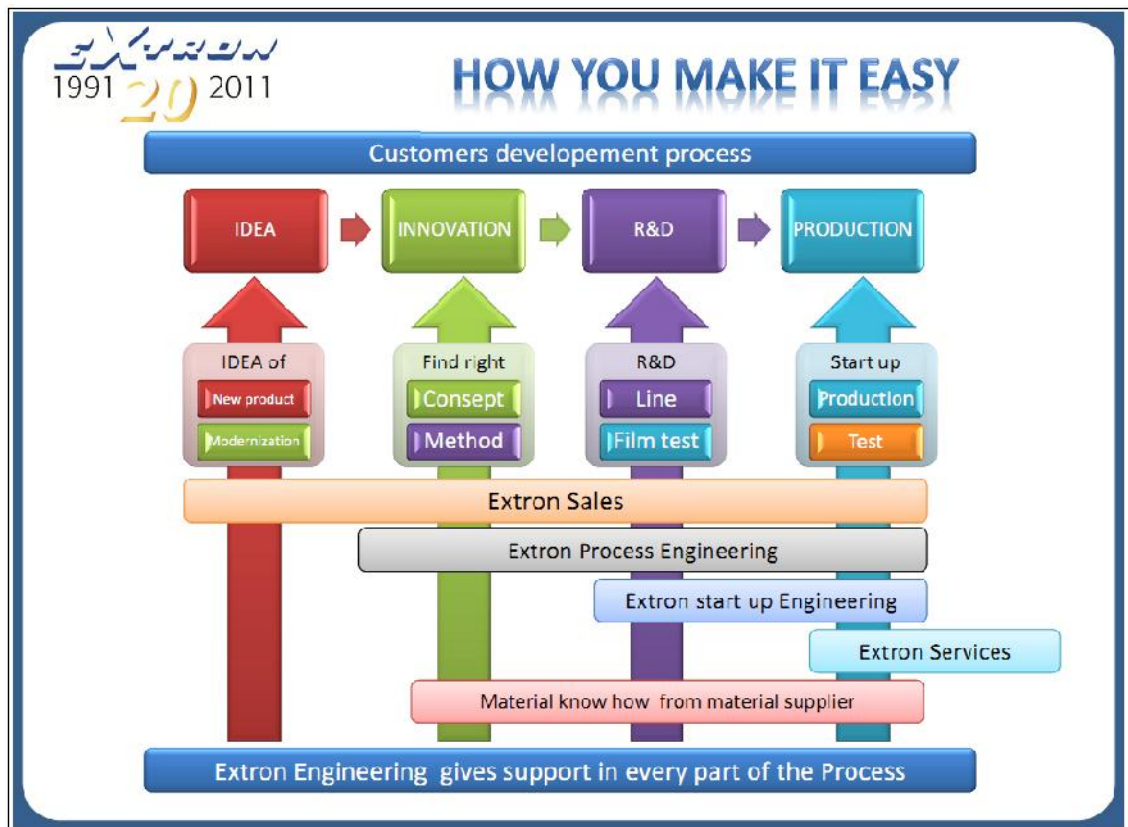 EXTRON
1991 20 2011
HOW YOU MAKE IT EASY
Customers developement process
IDEA
INNOVATION
R&D
PRODUCTION
IDEA of
New product
Modernization
Find right
Consept
Method
R&D
Line
Film test
Start up
Production
Test
Extron Sales
Extron Process Engineering
Extron start up Engineering
Extron Services
Material know how from material supplier
Extron Engineering gives support in every part of the Process